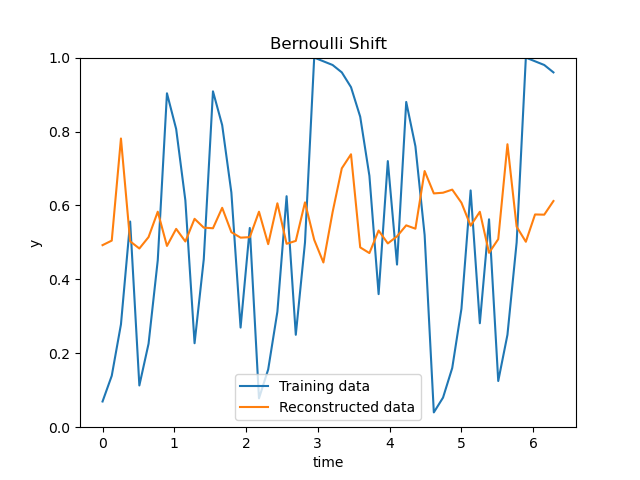 Bernoulli Shift
1.0
0.8
0.6
0.4
0.2
0.0
y
Training data
Reconstructed data
0 1 2 3 4 5 6
time